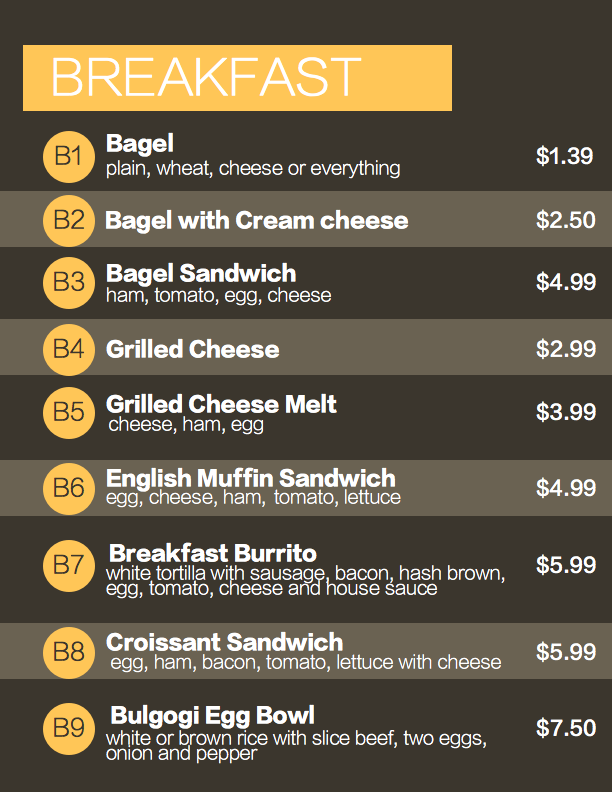 BREAKFAST
B1 Bagel $1.39
plain, wheat, cheese or everything
B2 Bagel with Cream cheese $2.50
B3 Bagel Sandwich $4.99
ham, tomato, egg, cheese
B4 Grilled Cheese $2.99
B5 Grilled Cheese Melt $3.99
cheese, ham, egg
B6 English Muffin Sandwich $4.99
egg, cheese, ham, tomato, lettuce
B7 Breakfast Burrito $5.99
white tortilla with sausage, bacon, hash brown,
egg, tomato, cheese and house sauce
B8 Croissant Sandwich $5.99
egg, ham, bacon, tomato, lettuce with cheese
B9 Bulgogi Egg Bowl $7.50
white or brown rice with slice beef, two eggs,
onion and pepper